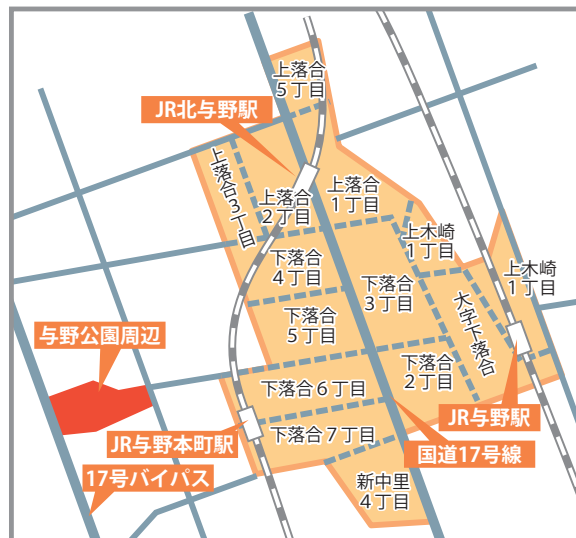 上落合
5丁目
JR北与野駅
上落合3丁目
上落合
2丁目
上落合
1丁目
上木崎
1丁目
上木崎
1丁目
下落合
4丁目
下落合
3丁目
大字下落合
下落合
5丁目
与野公園周辺
下落合
2丁目
下落合6丁目
JR与野駅
JR与野本町駅
下落合7丁目
国道17号線
17号バイパス
新中里
4丁目